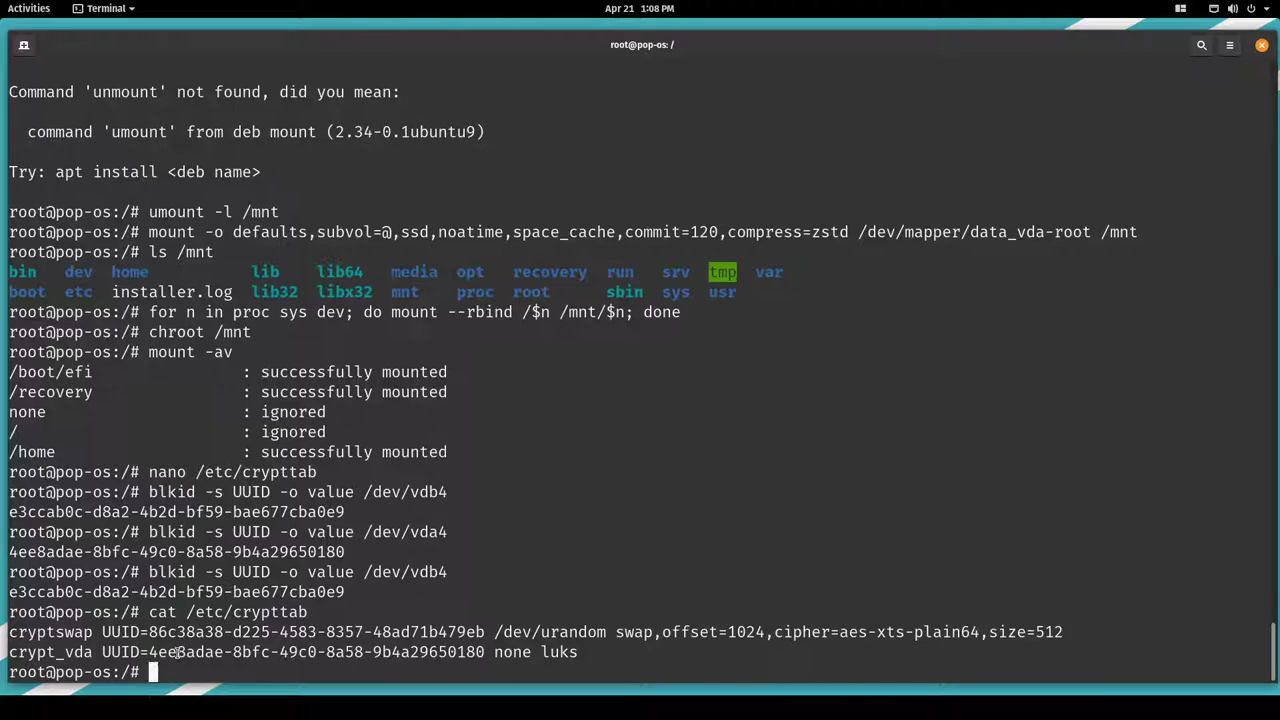 Activities Terminal Apr 21 1:08 PM
root@pop-os: /
Command 'unmount' not found, did you mean:
command 'umount' from deb mount (2.34-0.1ubuntu9)
Try: apt install <deb name>
root@pop-os:/# umount -l /mnt
root@pop-os:/# mount -o defaults,subvol=@,ssd,noatime,space_cache,commit=120,compress=zstd /dev/mapper/data_vda-root /mnt
root@pop-os:/# ls /mnt
bin dev home lib lib64 media opt recovery run srv tmp var
boot etc installer.log lib32 libx32 mnt proc root sbin sys usr
root@pop-os:/# for n in proc sys dev; do mount --rbind /$n /mnt/$n; done
root@pop-os:/# chroot /mnt
root@pop-os:/# mount -av
/boot/efi : successfully mounted
/recovery : successfully mounted
none : ignored
/ : ignored
/home : successfully mounted
root@pop-os:/# nano /etc/crypttab
root@pop-os:/# blkid -s UUID -o value /dev/vdb4
e3ccab0c-d8a2-4b2d-bf59-bae677cba0e9
root@pop-os:/# blkid -s UUID -o value /dev/vda4
4ee8adae-8bfc-49c0-8a58-9b4a29650180
root@pop-os:/# blkid -s UUID -o value /dev/vdb4
e3ccab0c-d8a2-4b2d-bf59-bae677cba0e9
root@pop-os:/# cat /etc/crypttab
cryptswap UUID=86c38a38-d225-4583-8357-48ad71b479eb /dev/urandom swap,offset=1024,cipher=aes-xts-plain64,size=512
crypt_vda UUID=4ee8adae-8bfc-49c0-8a58-9b4a29650180 none luks
root@pop-os:/#